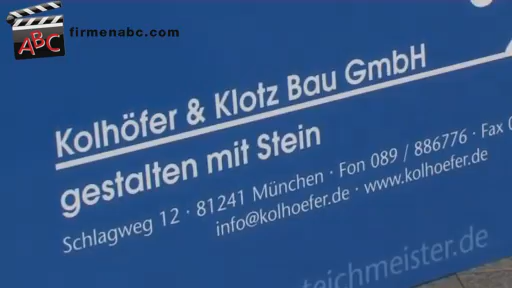 ABC firmenabc.com
Kolhöfer & Klotz Bau GmbH
gestalten mit Stein
Schlagweg 12 · 81241 München · Fon 089 / 886776 · Fax
info@kolhoefer.de · www.kolhoefer.de
teichmeister.de